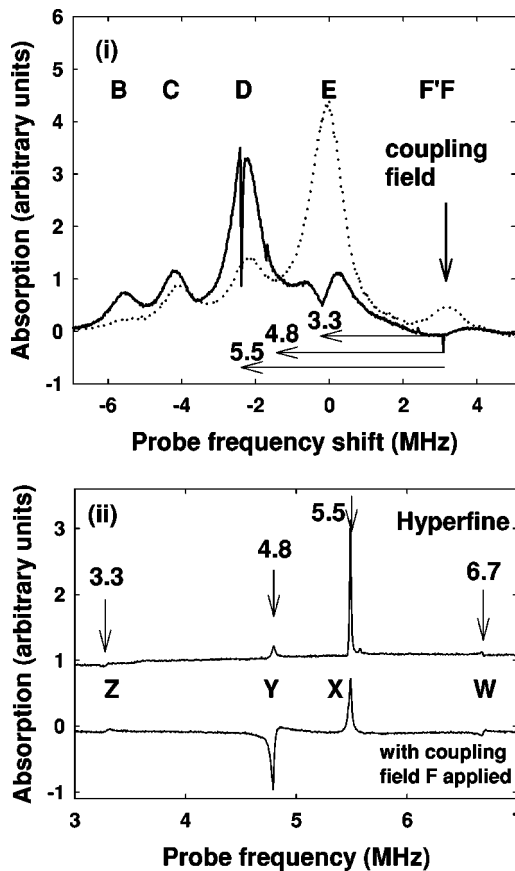 (i)
B C D E F'F
coupling
field
3.3
4.8
5.5
5
4
3
2
1
0
-1
Absorption (arbitrary units)
-6 -4 -2 0 2 4
Probe frequency shift (MHz)
(ii)
5.5
Hyperfine
3.3
4.8
6.7
Z Y X W
with coupling
field F applied
3
2
1
0
-1
Absorption (arbitrary units)
3 4 5 6 7
Probe frequency (MHz)